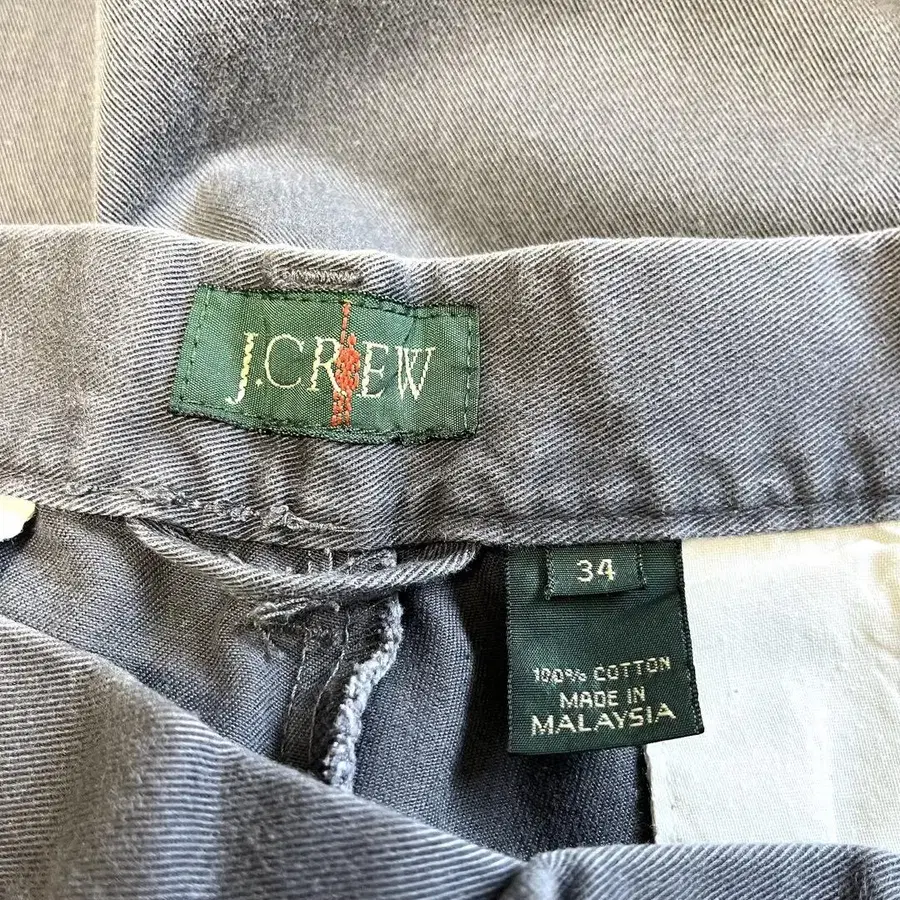 J.CREW
34
100% COTTON
MADE IN
MALAYSIA